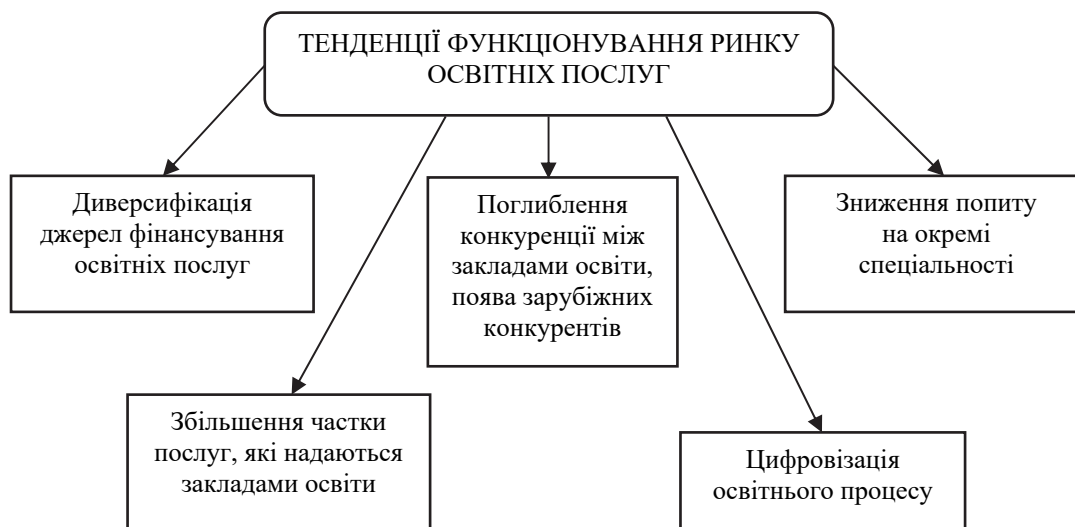 ТЕНДЕНЦІЇ ФУНКЦІОНУВАННЯ РИНКУ
ОСВІТНІХ ПОСЛУГ
Диверсифікація
джерел фінансування
освітніх послуг
Поглиблення
конкуренції між
закладами освіти,
поява зарубіжних
конкурентів
Зниження попиту
на окремі
спеціальності
Збільшення частки
послуг, які надаються
закладами освіти
Цифровізація
освітнього процесу